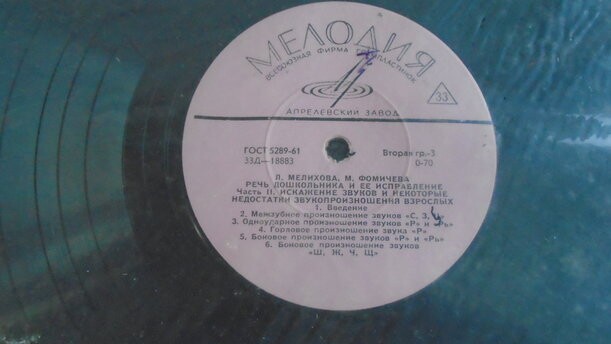 МЕЛОДИЯ
ВСЕСОЮЗНАЯ ФИРМА ГРАМПЛАСТИНОК
33
АПРЕЛЕВСКИЙ ЗАВОД
ГОСТ 5289-61 Вторая гр.-3
33Д—18883 0-70
Л. МЕЛИХОВА, М. ФОМИЧЕВА
РЕЧЬ ДОШКОЛЬНИКА И ЕЕ ИСПРАВЛЕНИЕ
Часть II. ИСКАЖЕНИЕ ЗВУКОВ И НЕКОТОРЫЕ
НЕДОСТАТКИ ЗВУКОПРОИЗНОШЕНИЯ ВЗРОСЛЫХ
1. Введение
2. Межзубное произношение звуков «С, З,
3. Одноударное произношение звуков «Р» и «Рь»
4. Горловое произношение звука «Р»
5. Боковое произношение звуков «Р» и «Рь»
6. Боковое произношение звуков
«Ш, Ж, Ч, Щ»